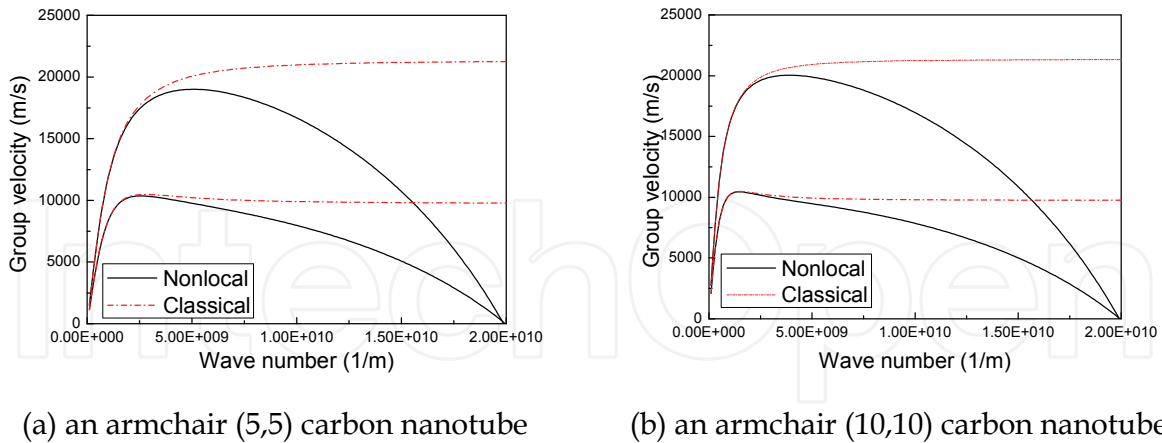 25000
20000
15000
10000
5000
0
Group velocity (m/s)
Nonlocal
Classical
0.00E+000 5.00E+009 1.00E+010 1.50E+010 2.00E+010
Wave number (1/m)
(a) an armchair (5,5) carbon nanotube
25000
20000
15000
10000
5000
0
Group velocity (m/s)
Nonlocal
Classical
0.00E+000 5.00E+009 1.00E+010 1.50E+010 2.00E+010
Wave number (1/m)
(b) an armchair (10,10) carbon nanotube
IntechOpen